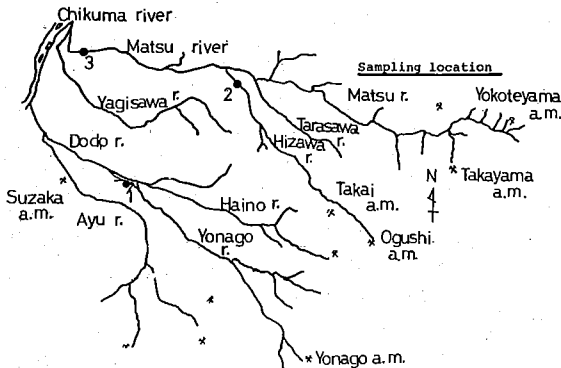 Chikuma river
Matsu river
3
Sampling location
Yagisawa r.
2
Matsu r.
Yokoteyama
a.m.
Tarasawa
r.
Hizawa
r.
Dodo r.
N
Takayama
a.m.
Takai
a.m.
1
Suzaka
a.m.
Haino r.
Ayu r.
Yonago
r.
Ogushi
a.m.
Yonago a.m.